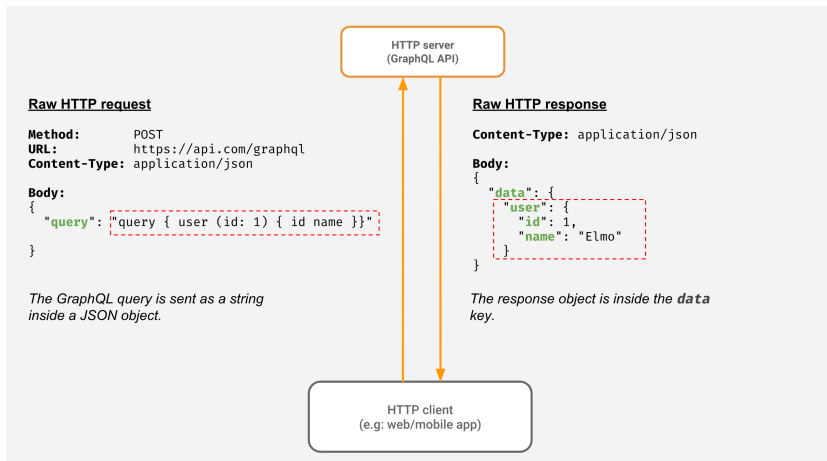 HTTP server
(GraphQL API)
Raw HTTP request
Method: POST
URL: https://api.com/graphql
Content-Type: application/json
Body:
{
"query": "query { user (id: 1) { id name }}"
}
The GraphQL query is sent as a string
inside a JSON object.
Raw HTTP response
Content-Type: application/json
Body:
{
"data": {
"user": {
"id": 1,
"name": "Elmo"
}
}
The response object is inside the data
key.
HTTP client
(e.g: web/mobile app)